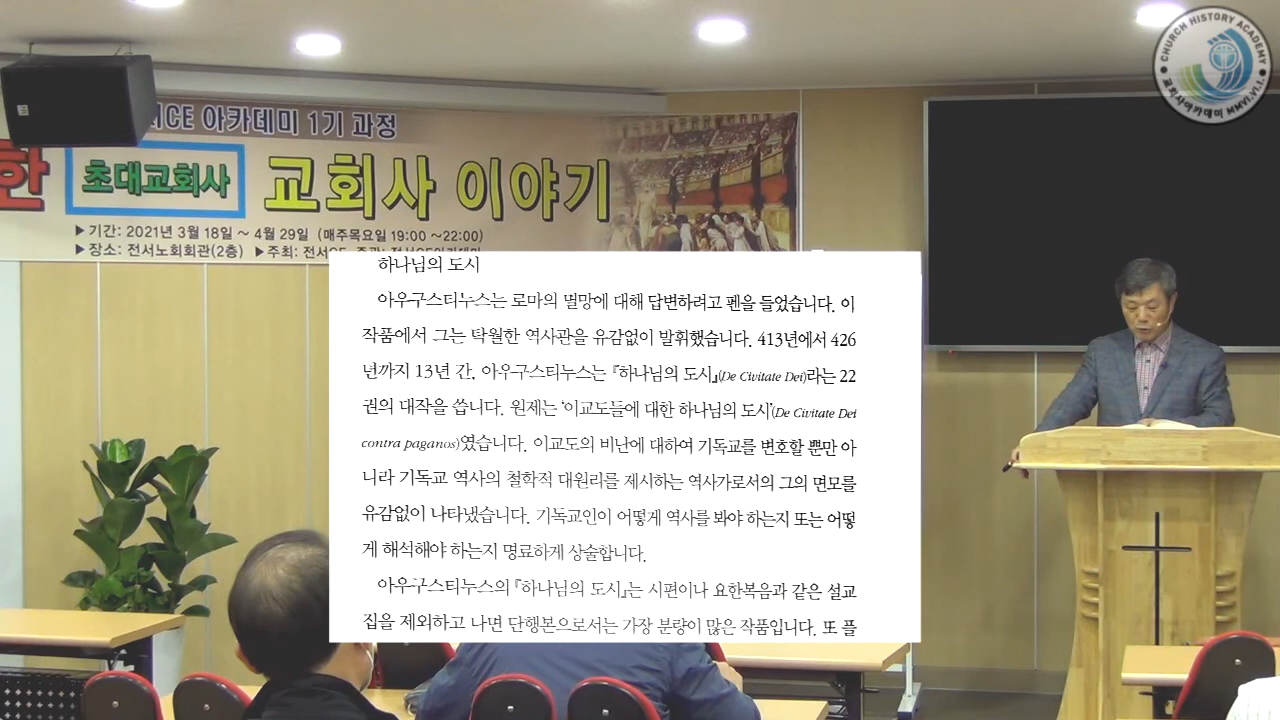 CHURCH HISTORY ACADEMY
교회사아카데미 MMVI.VI.I.
아카데미 1기 과정
한 초대교회사 교회사 이야기
▶기간: 2021년 3월 18일 ~ 4월 29일 (매주목요일 19:00 ~22:00)
▶장소: 전서노회회관(2층) ▶주최: 전서CE
하나님의 도시
아우구스티누스는 로마의 멸망에 대해 답변하려고 펜을 들었습니다. 이
작품에서 그는 탁월한 역사관을 유감없이 발휘했습니다. 413년에서 426
년까지 13년 간. 아우구스티누스는 『하나님의 도시』(De Civitate Dei)라는 22
권의 대작을 씁니다. 원제는 '이교도들에 대한 하나님의 도시'(De Civitate Dei
contra paganos)였습니다. 이교도의 비난에 대하여 기독교를 변호할 뿐만 아
니라 기독교 역사의 철학적 대원리를 제시하는 역사가로서의 그의 면모를
유감없이 나타냈습니다. 기독교인이 어떻게 역사를 봐야 하는지 또는 어떻
게 해석해야 하는지 명료하게 상술합니다.
아우구스티누스의 『하나님의 도시』는 시편이나 요한복음과 같은 설교
집을 제외하고 나면 단행본으로서는 가장 분량이 많은 작품입니다. 또 플